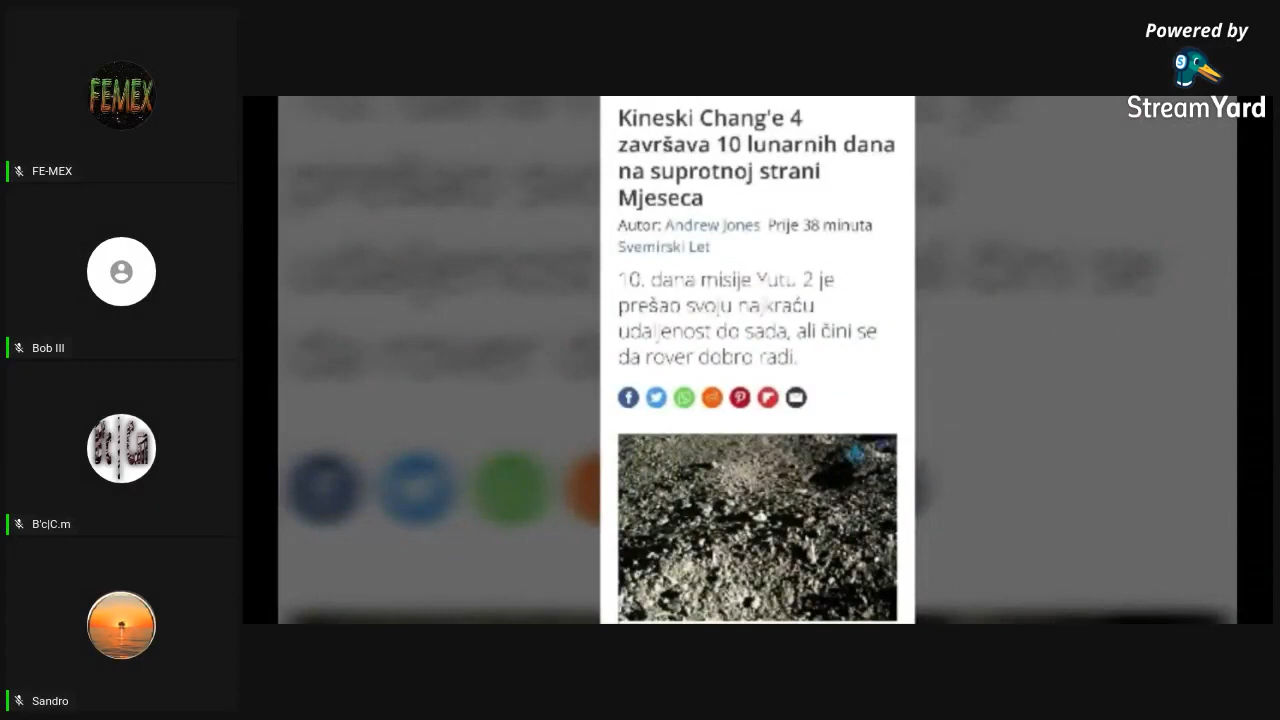 Powered by
StreamYard
FEMEX
FE-MEX
Bob III
B'c|C.m
Sandro
Kineski Chang'e 4
završava 10 lunarnih dana
na suprotnoj strani
Mjeseca
Autor: Andrew Jones Prije 38 minuta
Svemirski Let
10. dana misije Yutu 2 je
prešao svoju najkraću
udaljenost do sada, ali čini se
da rover dobro radi.